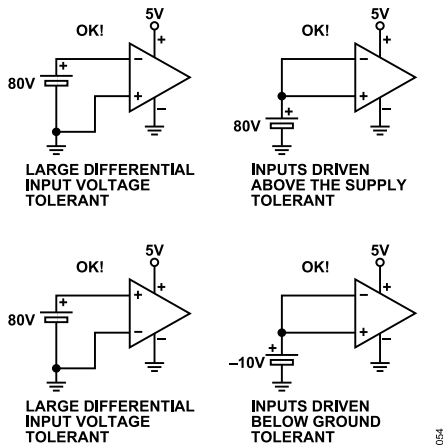 OK!
5V
+
+
80V
−
+
−
LARGE DIFFERENTIAL
INPUT VOLTAGE
TOLERANT
OK!
5V
+
−
+
+
80V
−
INPUTS DRIVEN
ABOVE THE SUPPLY
TOLERANT
OK!
5V
+
+
80V
+
−
−
LARGE DIFFERENTIAL
INPUT VOLTAGE
TOLERANT
OK!
5V
+
−
+
+
−10V
−
INPUTS DRIVEN
BELOW GROUND
TOLERANT
054